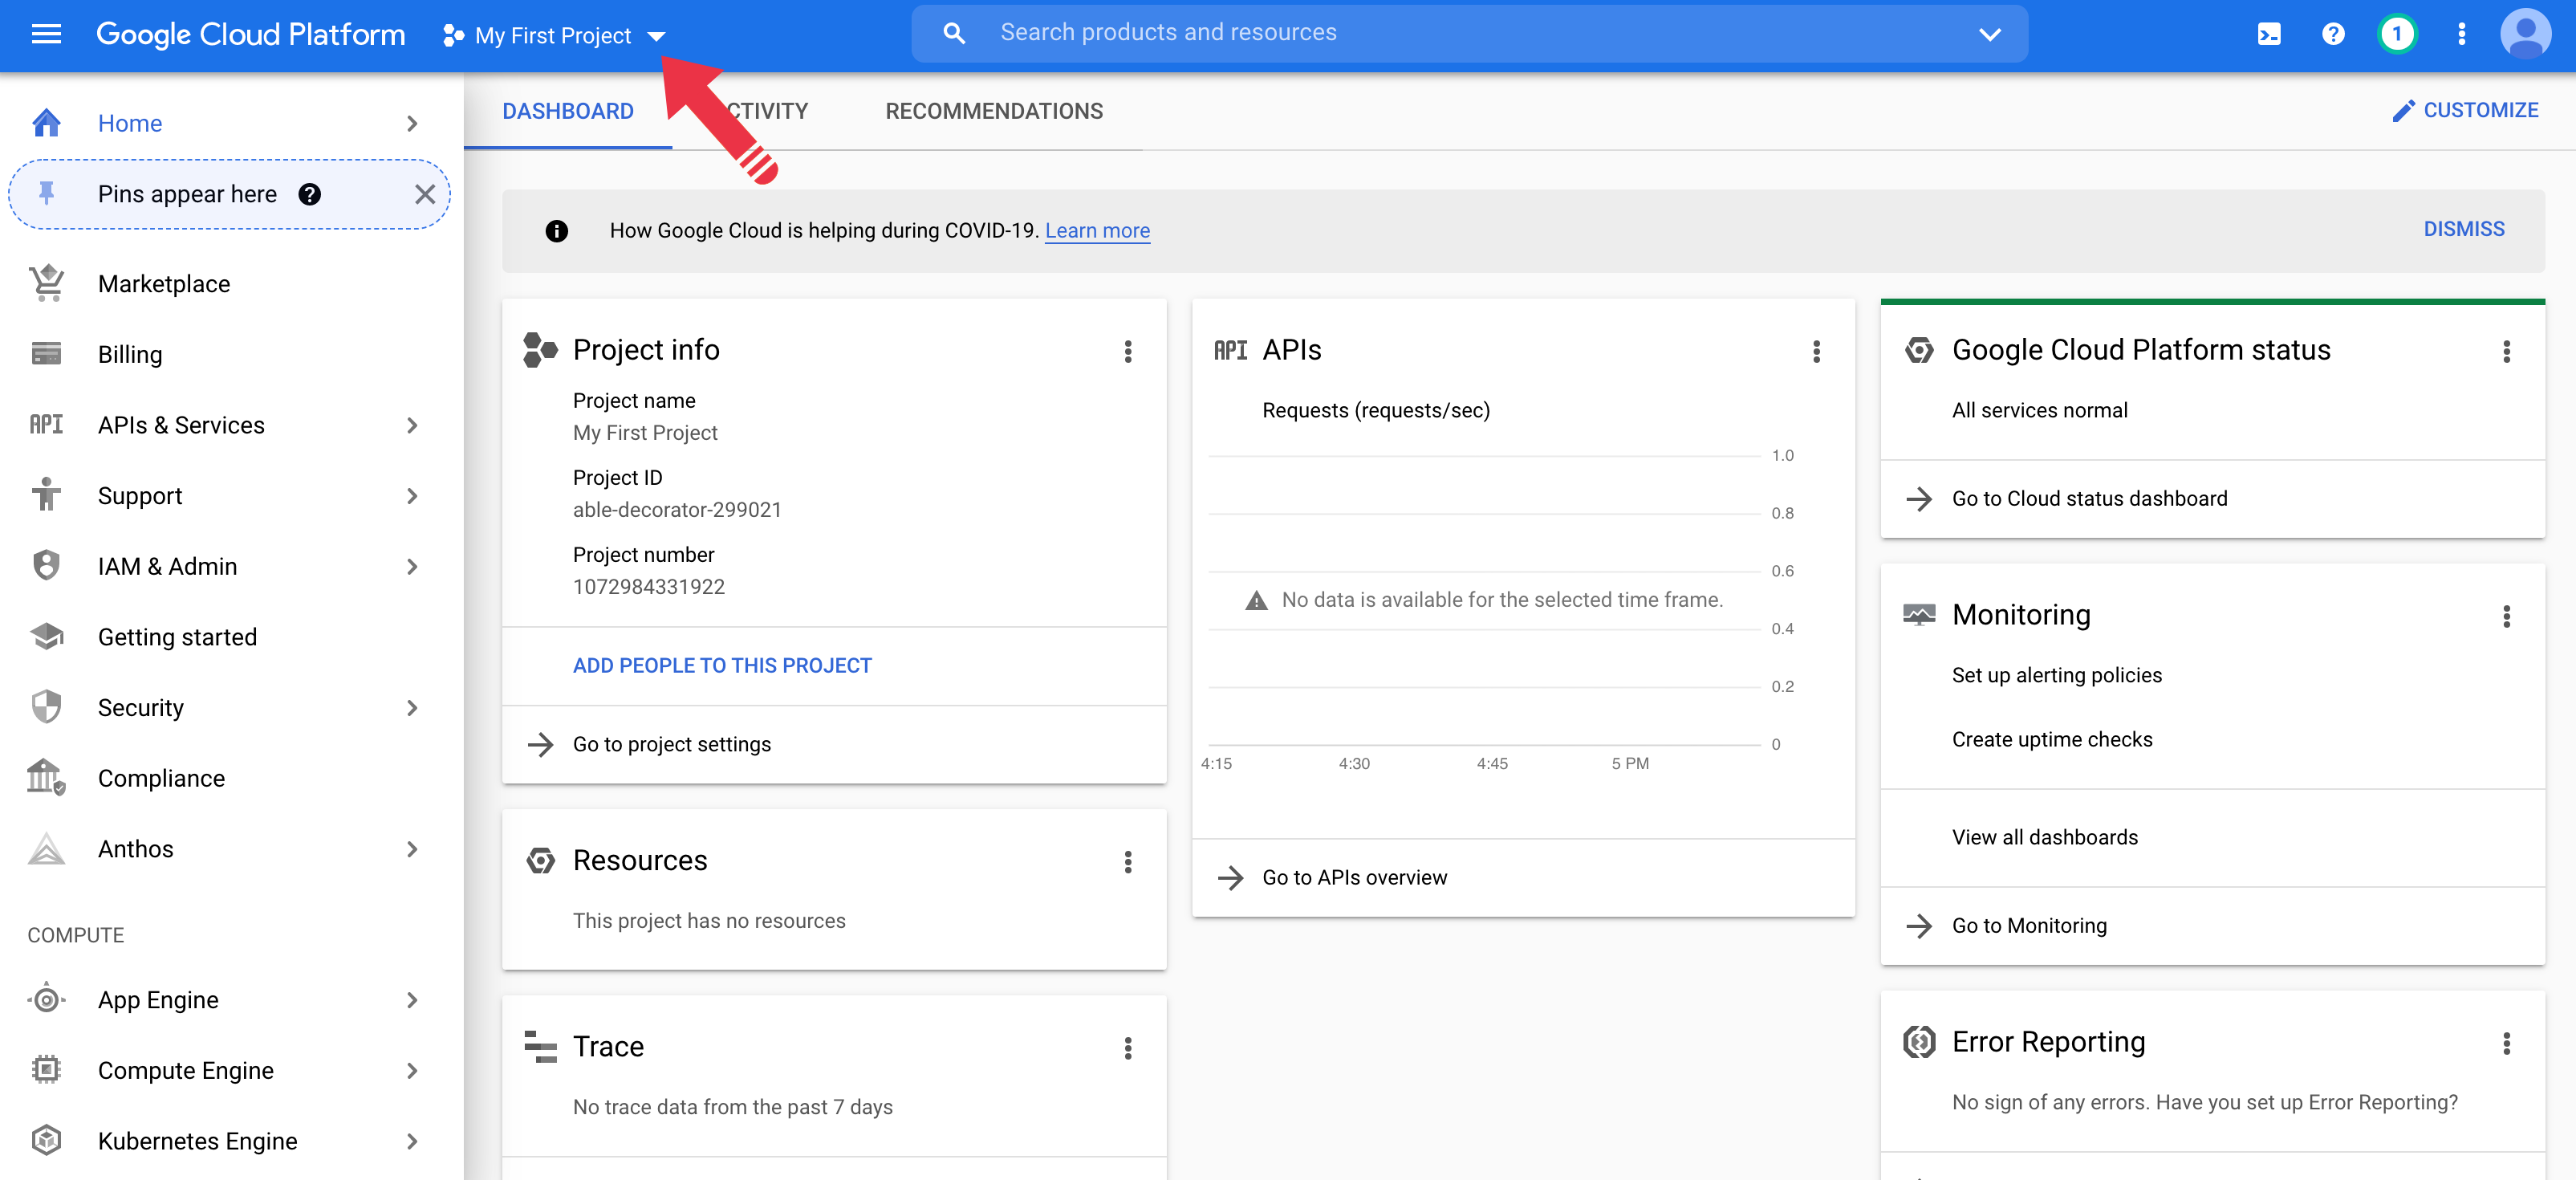 Google Cloud Platform
My First Project
Search products and resources
1
Home
Pins appear here
Marketplace
Billing
API APIs & Services
Support
IAM & Admin
Getting started
Security
Compliance
Anthos
COMPUTE
App Engine
Compute Engine
Kubernetes Engine
DASHBOARD
CTIVITY
RECOMMENDATIONS
CUSTOMIZE
How Google Cloud is helping during COVID-19. Learn more
DISMISS
Project info
Project name
My First Project
Project ID
able-decorator-299021
Project number
1072984331922
ADD PEOPLE TO THIS PROJECT
Go to project settings
Resources
This project has no resources
Trace
No trace data from the past 7 days
API APIs
Requests (requests/sec)
1.0
0.8
0.6
No data is available for the selected time frame.
0.4
0.2
0
4:15 4:30 4:45 5 PM
Go to APIs overview
Google Cloud Platform status
All services normal
Go to Cloud status dashboard
Monitoring
Set up alerting policies
Create uptime checks
View all dashboards
Go to Monitoring
Error Reporting
No sign of any errors. Have you set up Error Reporting?